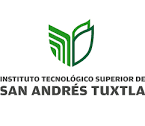 INSTITUTO TECNOLÓGICO SUPERIOR DE
SAN ANDRÉS TUXTLA